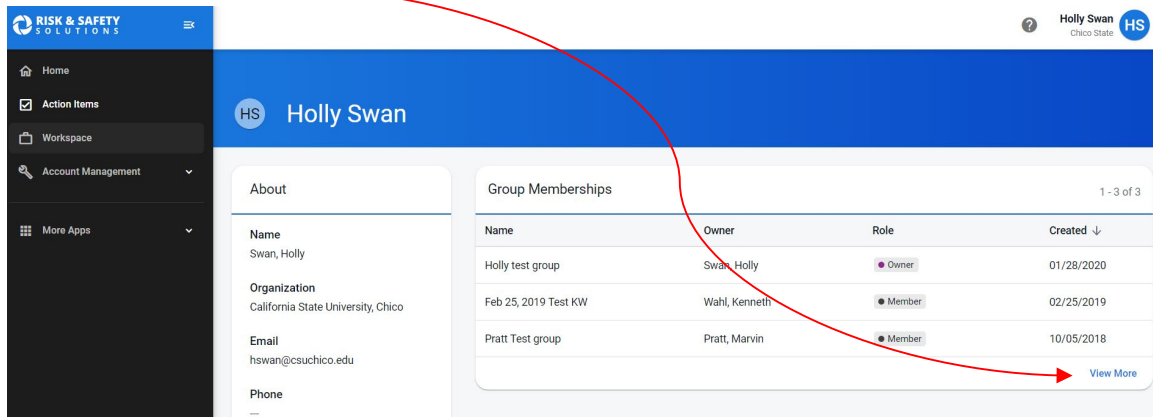 RISK & SAFETY
SOLUTIONS
Holly Swan
Chico State
HS
Home
Action Items
Workspace
Account Management
More Apps
HS
Holly Swan
About
Name
Swan, Holly
Organization
California State University, Chico
Email
hswan@csuchico.edu
Phone
—
Group Memberships
1 - 3 of 3
Name Owner Role Created ↓
Holly test group Swan, Holly Owner 01/28/2020
Feb 25, 2019 Test KW Wahl, Kenneth Member 02/25/2019
Pratt Test group Pratt, Marvin Member 10/05/2018
View More